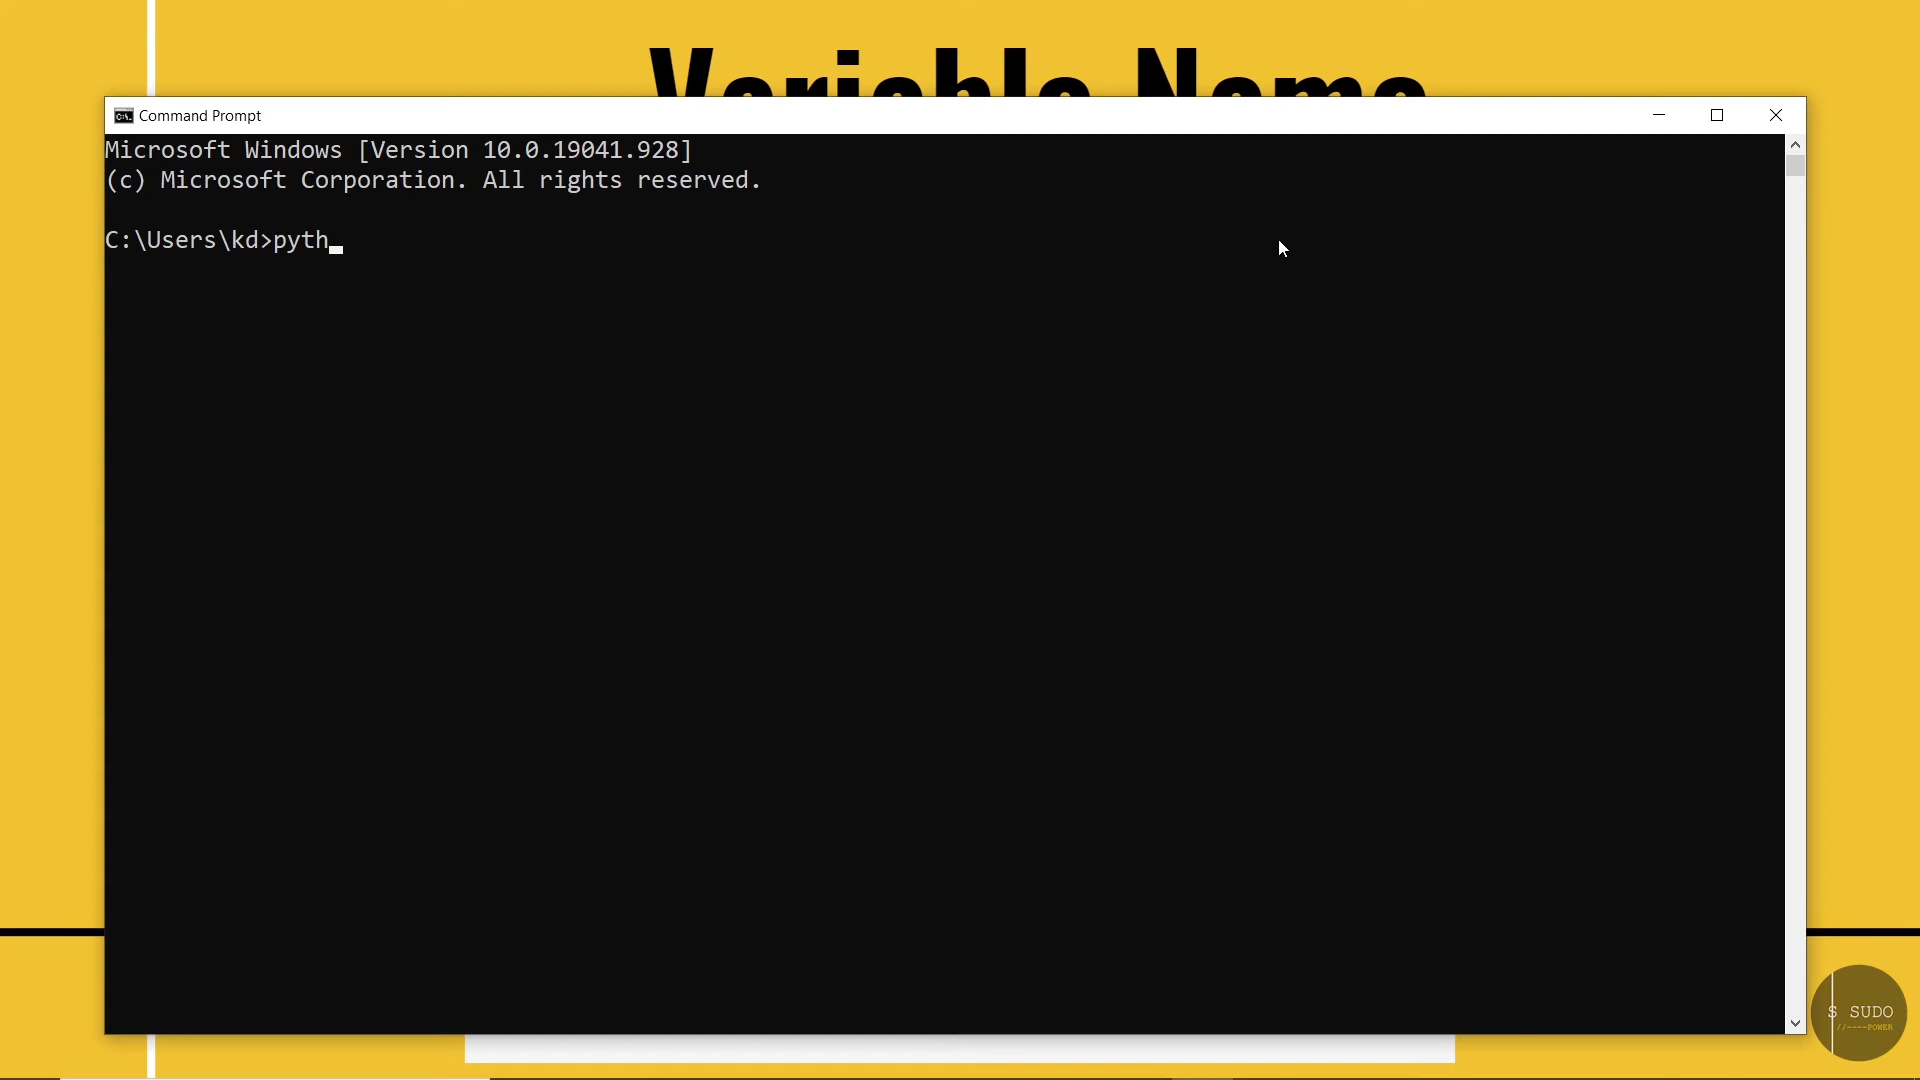 Variable Name
Command Prompt
Microsoft Windows [Version 10.0.19041.928]
(c) Microsoft Corporation. All rights reserved.
C:\Users\kd>pyth
S SUDO
//----POWER